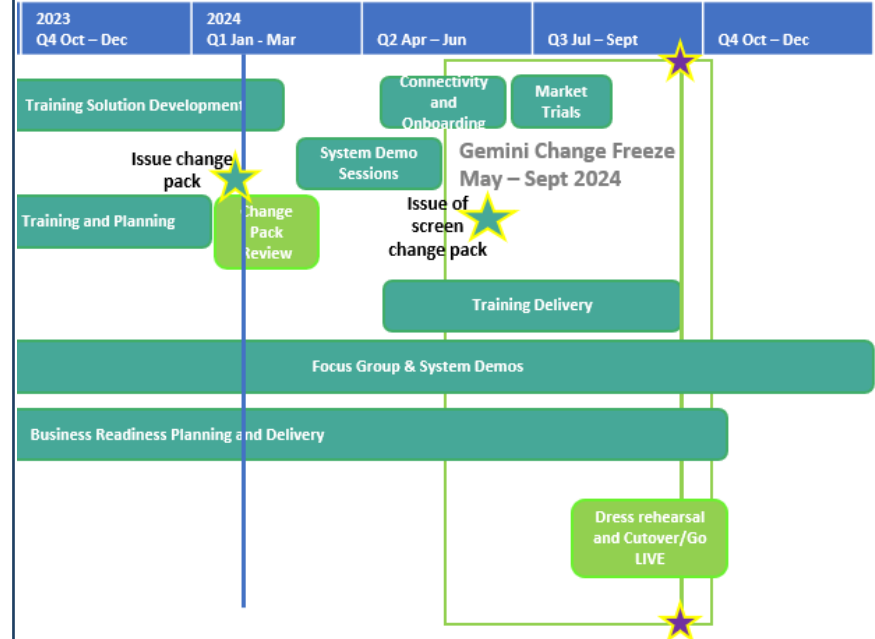 2023
Q4 Oct – Dec
2024
Q1 Jan - Mar
Q2 Apr – Jun
Q3 Jul – Sept
Q4 Oct – Dec
Training Solution Development
Connectivity
and
Onboarding
Market
Trials
Issue change
pack
System Demo
Sessions
Gemini Change Freeze
May – Sept 2024
Training and Planning
Change
Pack
Review
Issue of
screen
change pack
Training Delivery
Focus Group & System Demos
Business Readiness Planning and Delivery
Dress rehearsal
and Cutover/Go
LIVE